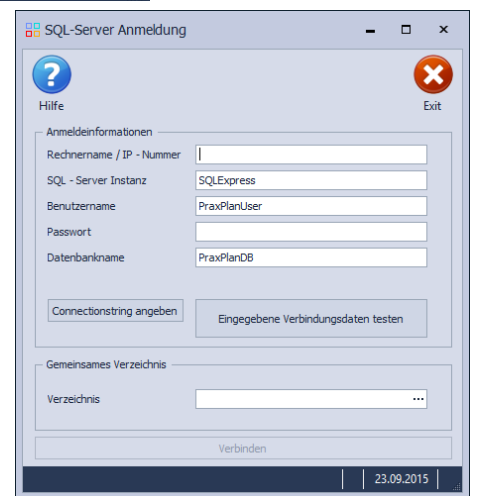 SQL-Server Anmeldung
Hilfe
Exit
Anmeldeinformationen
Rechnername / IP - Nummer
SQL - Server Instanz SQLExpress
Benutzername PraxPlanUser
Passwort
Datenbankname PraxPlanDB
Connectionstring angeben
Eingegebene Verbindungsdaten testen
Gemeinsames Verzeichnis
Verzeichnis ...
Verbinden
23.09.2015